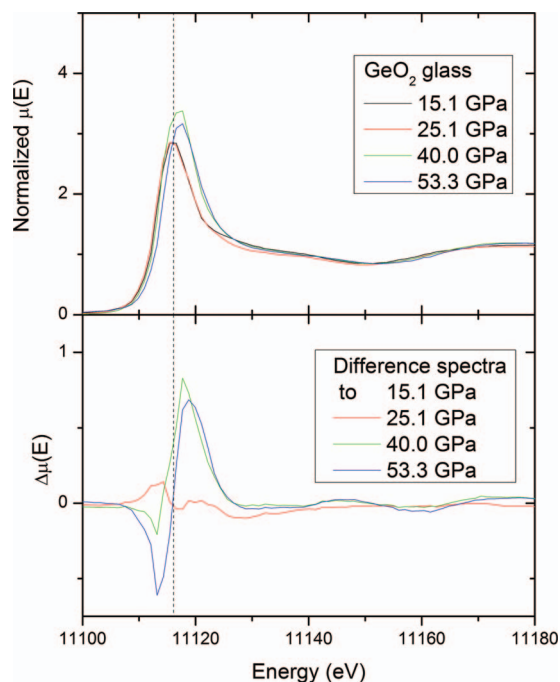 Normalized μ(E)
4
2
0
GeO₂ glass
15.1 GPa
25.1 GPa
40.0 GPa
53.3 GPa
Δμ(E)
1
0
Difference spectra
to 15.1 GPa
25.1 GPa
40.0 GPa
53.3 GPa
11100 11120 11140 11160 11180
Energy (eV)